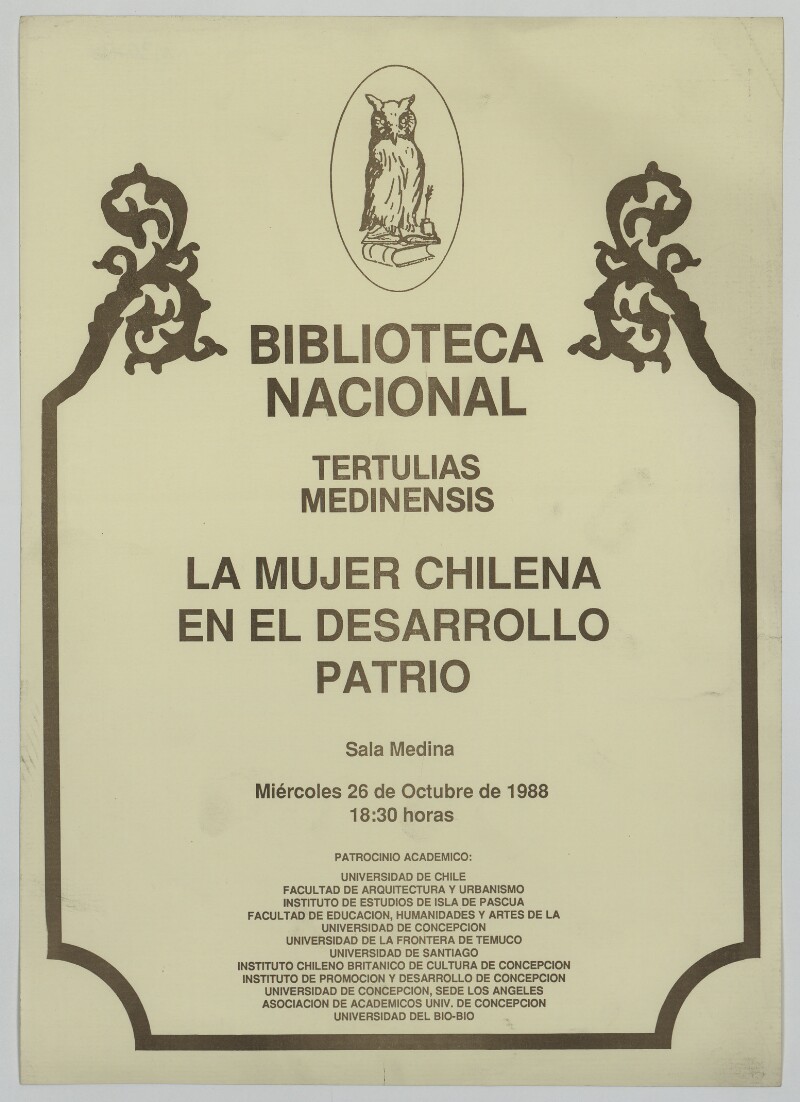 BIBLIOTECA
NACIONAL
TERTULIAS
MEDINENSIS
LA MUJER CHILENA
EN EL DESARROLLO
PATRIO
Sala Medina
Miércoles 26 de Octubre de 1988
18:30 horas
PATROCINIO ACADEMICO:
UNIVERSIDAD DE CHILE
FACULTAD DE ARQUITECTURA Y URBANISMO
INSTITUTO DE ESTUDIOS DE ISLA DE PASCUA
FACULTAD DE EDUCACION, HUMANIDADES Y ARTES DE LA
UNIVERSIDAD DE CONCEPCION
UNIVERSIDAD DE LA FRONTERA DE TEMUCO
UNIVERSIDAD DE SANTIAGO
INSTITUTO CHILENO BRITANICO DE CULTURA DE CONCEPCION
INSTITUTO DE PROMOCION Y DESARROLLO DE CONCEPCION
UNIVERSIDAD DE CONCEPCION, SEDE LOS ANGELES
ASOCIACION DE ACADEMICOS UNIV. DE CONCEPCION
UNIVERSIDAD DEL BIO-BIO